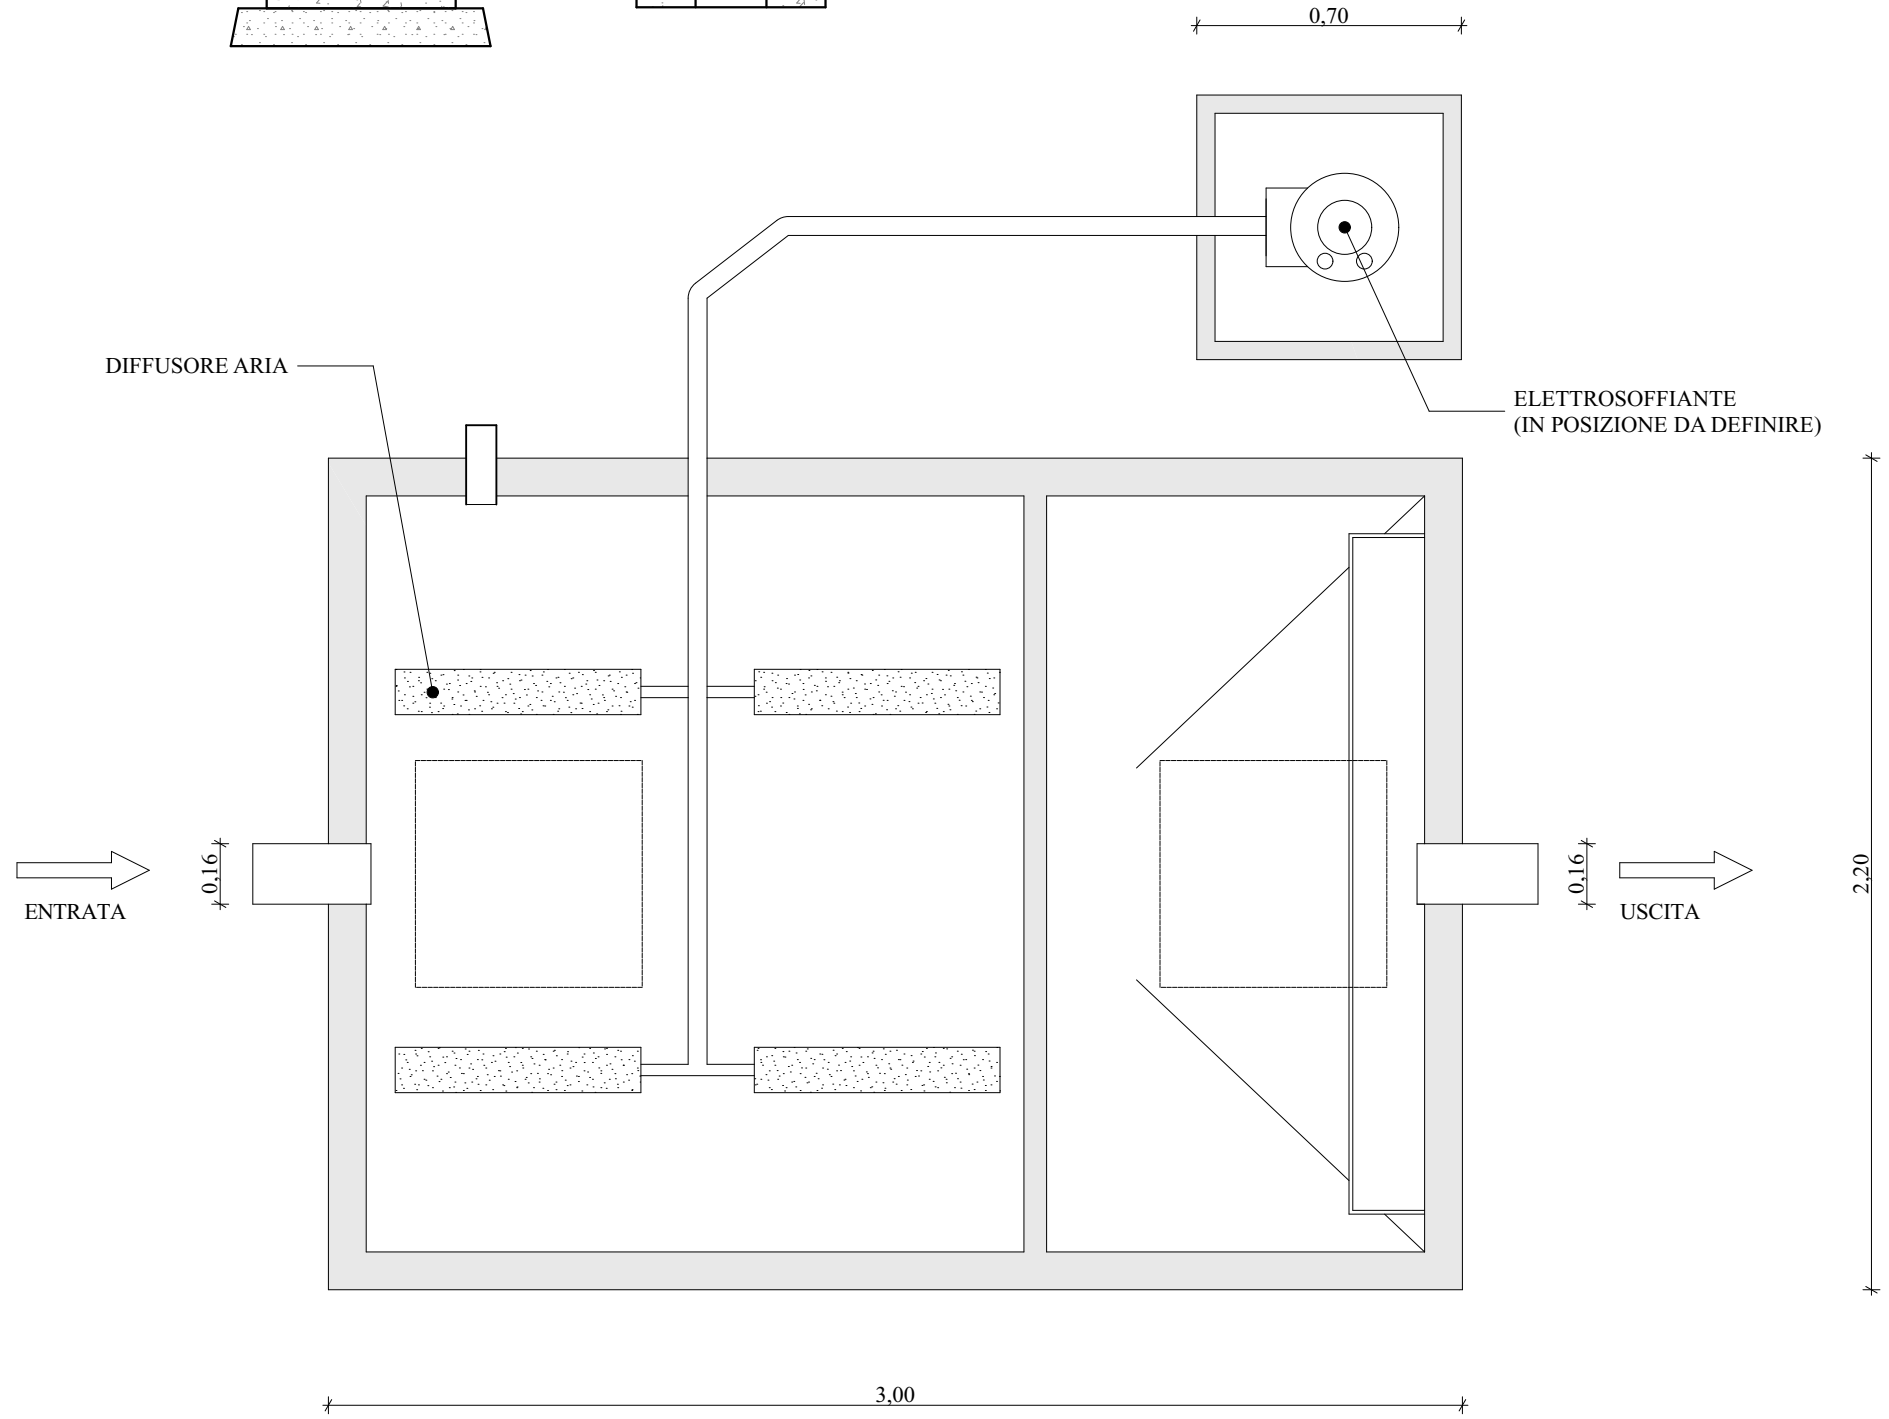 0,70
DIFFUSORE ARIA
ELETTROSOFFIANTE
(IN POSIZIONE DA DEFINIRE)
0,16
ENTRATA
0,16
USCITA
2,20
3,00